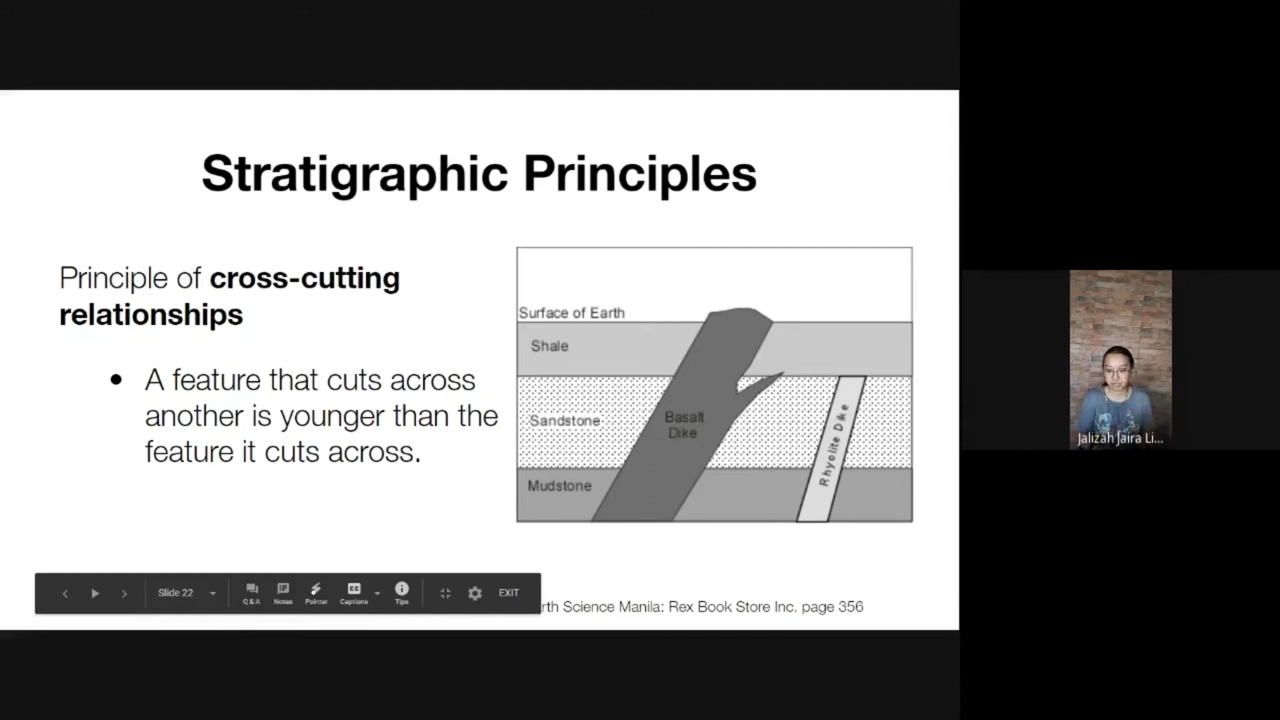 Stratigraphic Principles
Principle of cross-cutting
relationships
● A feature that cuts across
another is younger than the
feature it cuts across.
Surface of Earth
Shale
Sandstone
Basalt
Dike
Rhyolite Dike
Mudstone
Slide 22
Q&A
Notes
Pointer
Captions
Tips
EXIT
rth Science Manila: Rex Book Store Inc. page 356
Jalizah Jaira Li...